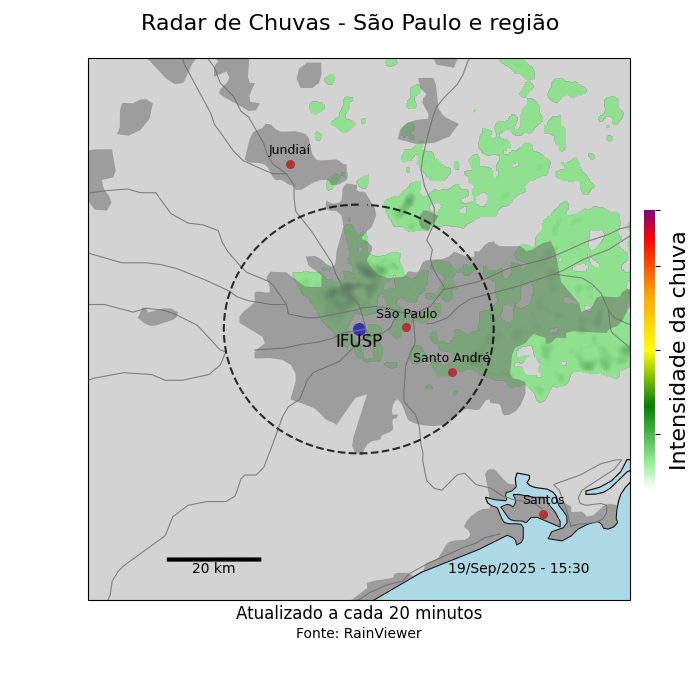 Radar de Chuvas - São Paulo e região
Jundiaí
São Paulo
IFUSP
Santo André
Santos
20 km
19/Sep/2025 - 15:30
Intensidade da chuva
Atualizado a cada 20 minutos
Fonte: RainViewer